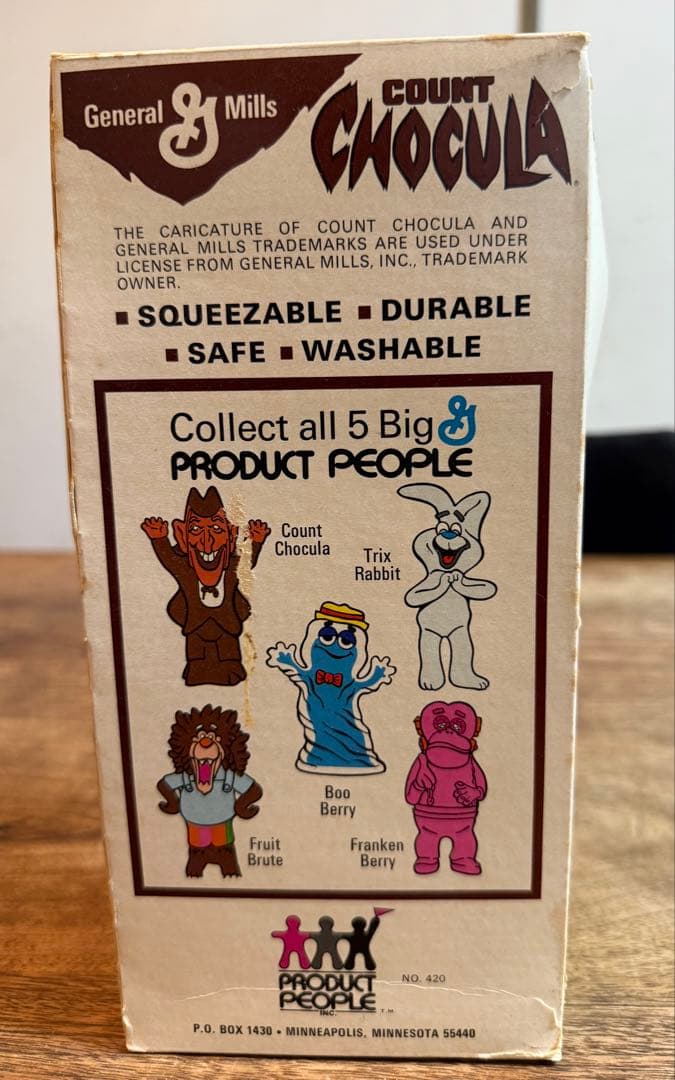 General G Mills
COUNT
CHOCULA
THE CARICATURE OF COUNT CHOCULA AND
GENERAL MILLS TRADEMARKS ARE USED UNDER
LICENSE FROM GENERAL MILLS, INC., TRADEMARK
OWNER.
■ SQUEEZABLE ■ DURABLE
■ SAFE ■ WASHABLE
Collect all 5 Big G
PRODUCT PEOPLE
Count
Chocula
Trix
Rabbit
Boo
Berry
Fruit
Brute
Franken
Berry
PRODUCT
PEOPLE
INC.
T.M.
NO. 420
P.O. BOX 1430 • MINNEAPOLIS, MINNESOTA 55440